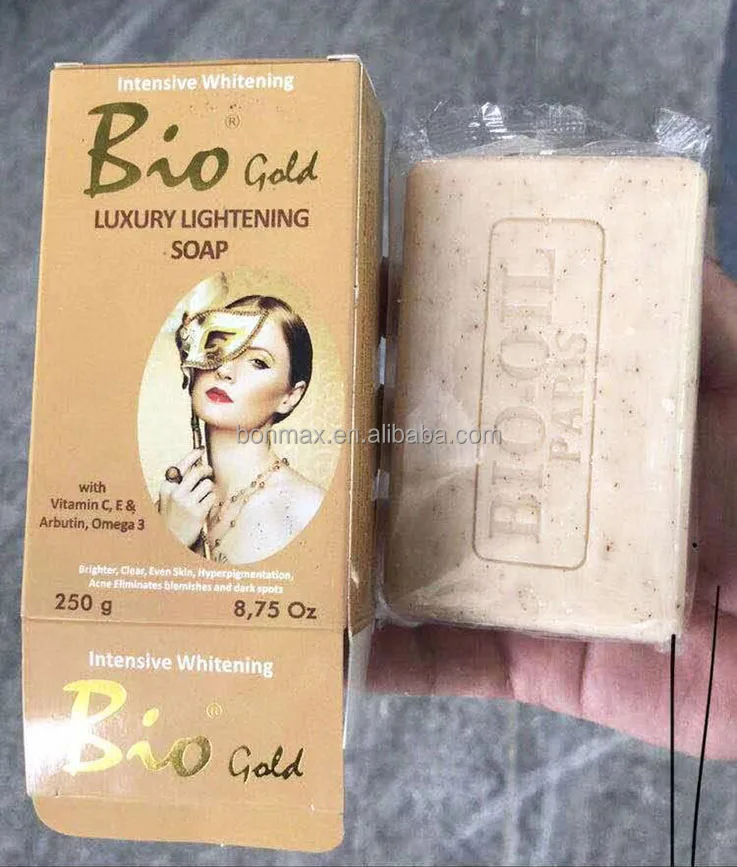 Intensive Whitening
Bio® Gold
LUXURY LIGHTENING
SOAP
with
Vitamin C, E &
Arbutin, Omega 3
Brighter, Clear, Even Skin, Hyperpigmentation,
Acne Eliminates blemishes and dark spots
250 g 8,75 Oz
Intensive Whitening
Bio® Gold
BIO-OIL
PARIS
bonmax.en.alibaba.com